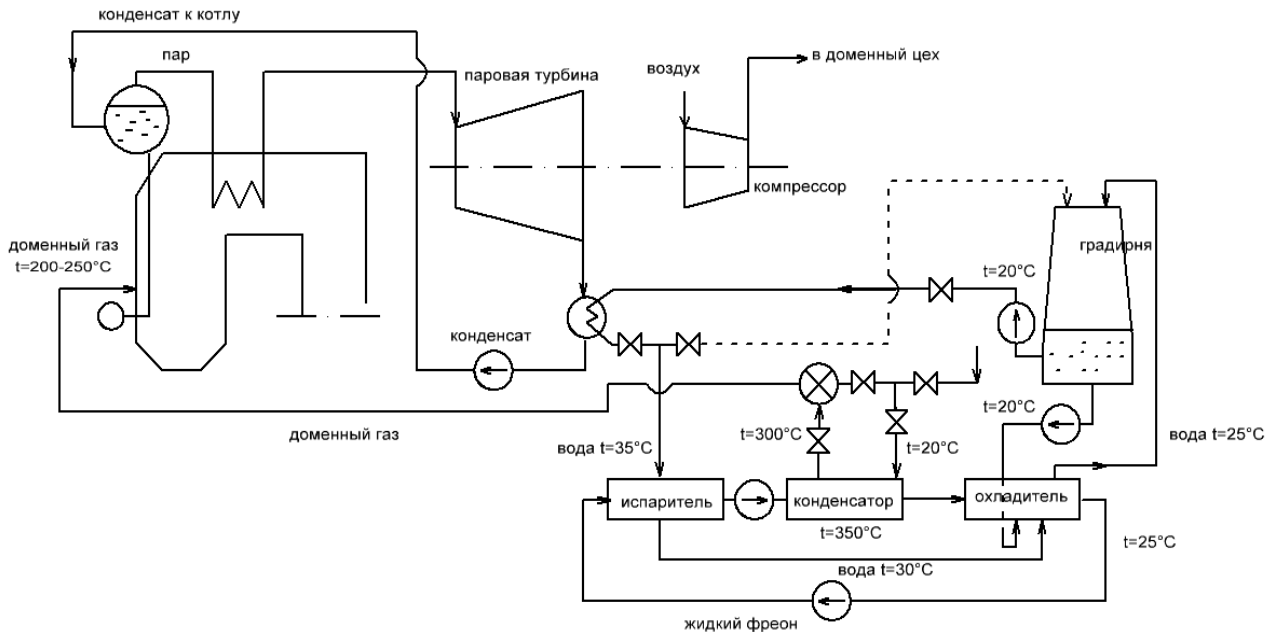 конденсат к котлу
пар
паровая турбина
воздух
в доменный цех
компрессор
доменный газ
t=200-250°C
градирня
t=20°C
конденсат
t=20°C
доменный газ
вода t=35°C
t=300°C
t=20°C
вода t=25°C
испаритель
конденсатор
охладитель
t=350°C
t=25°C
вода t=30°C
жидкий фреон